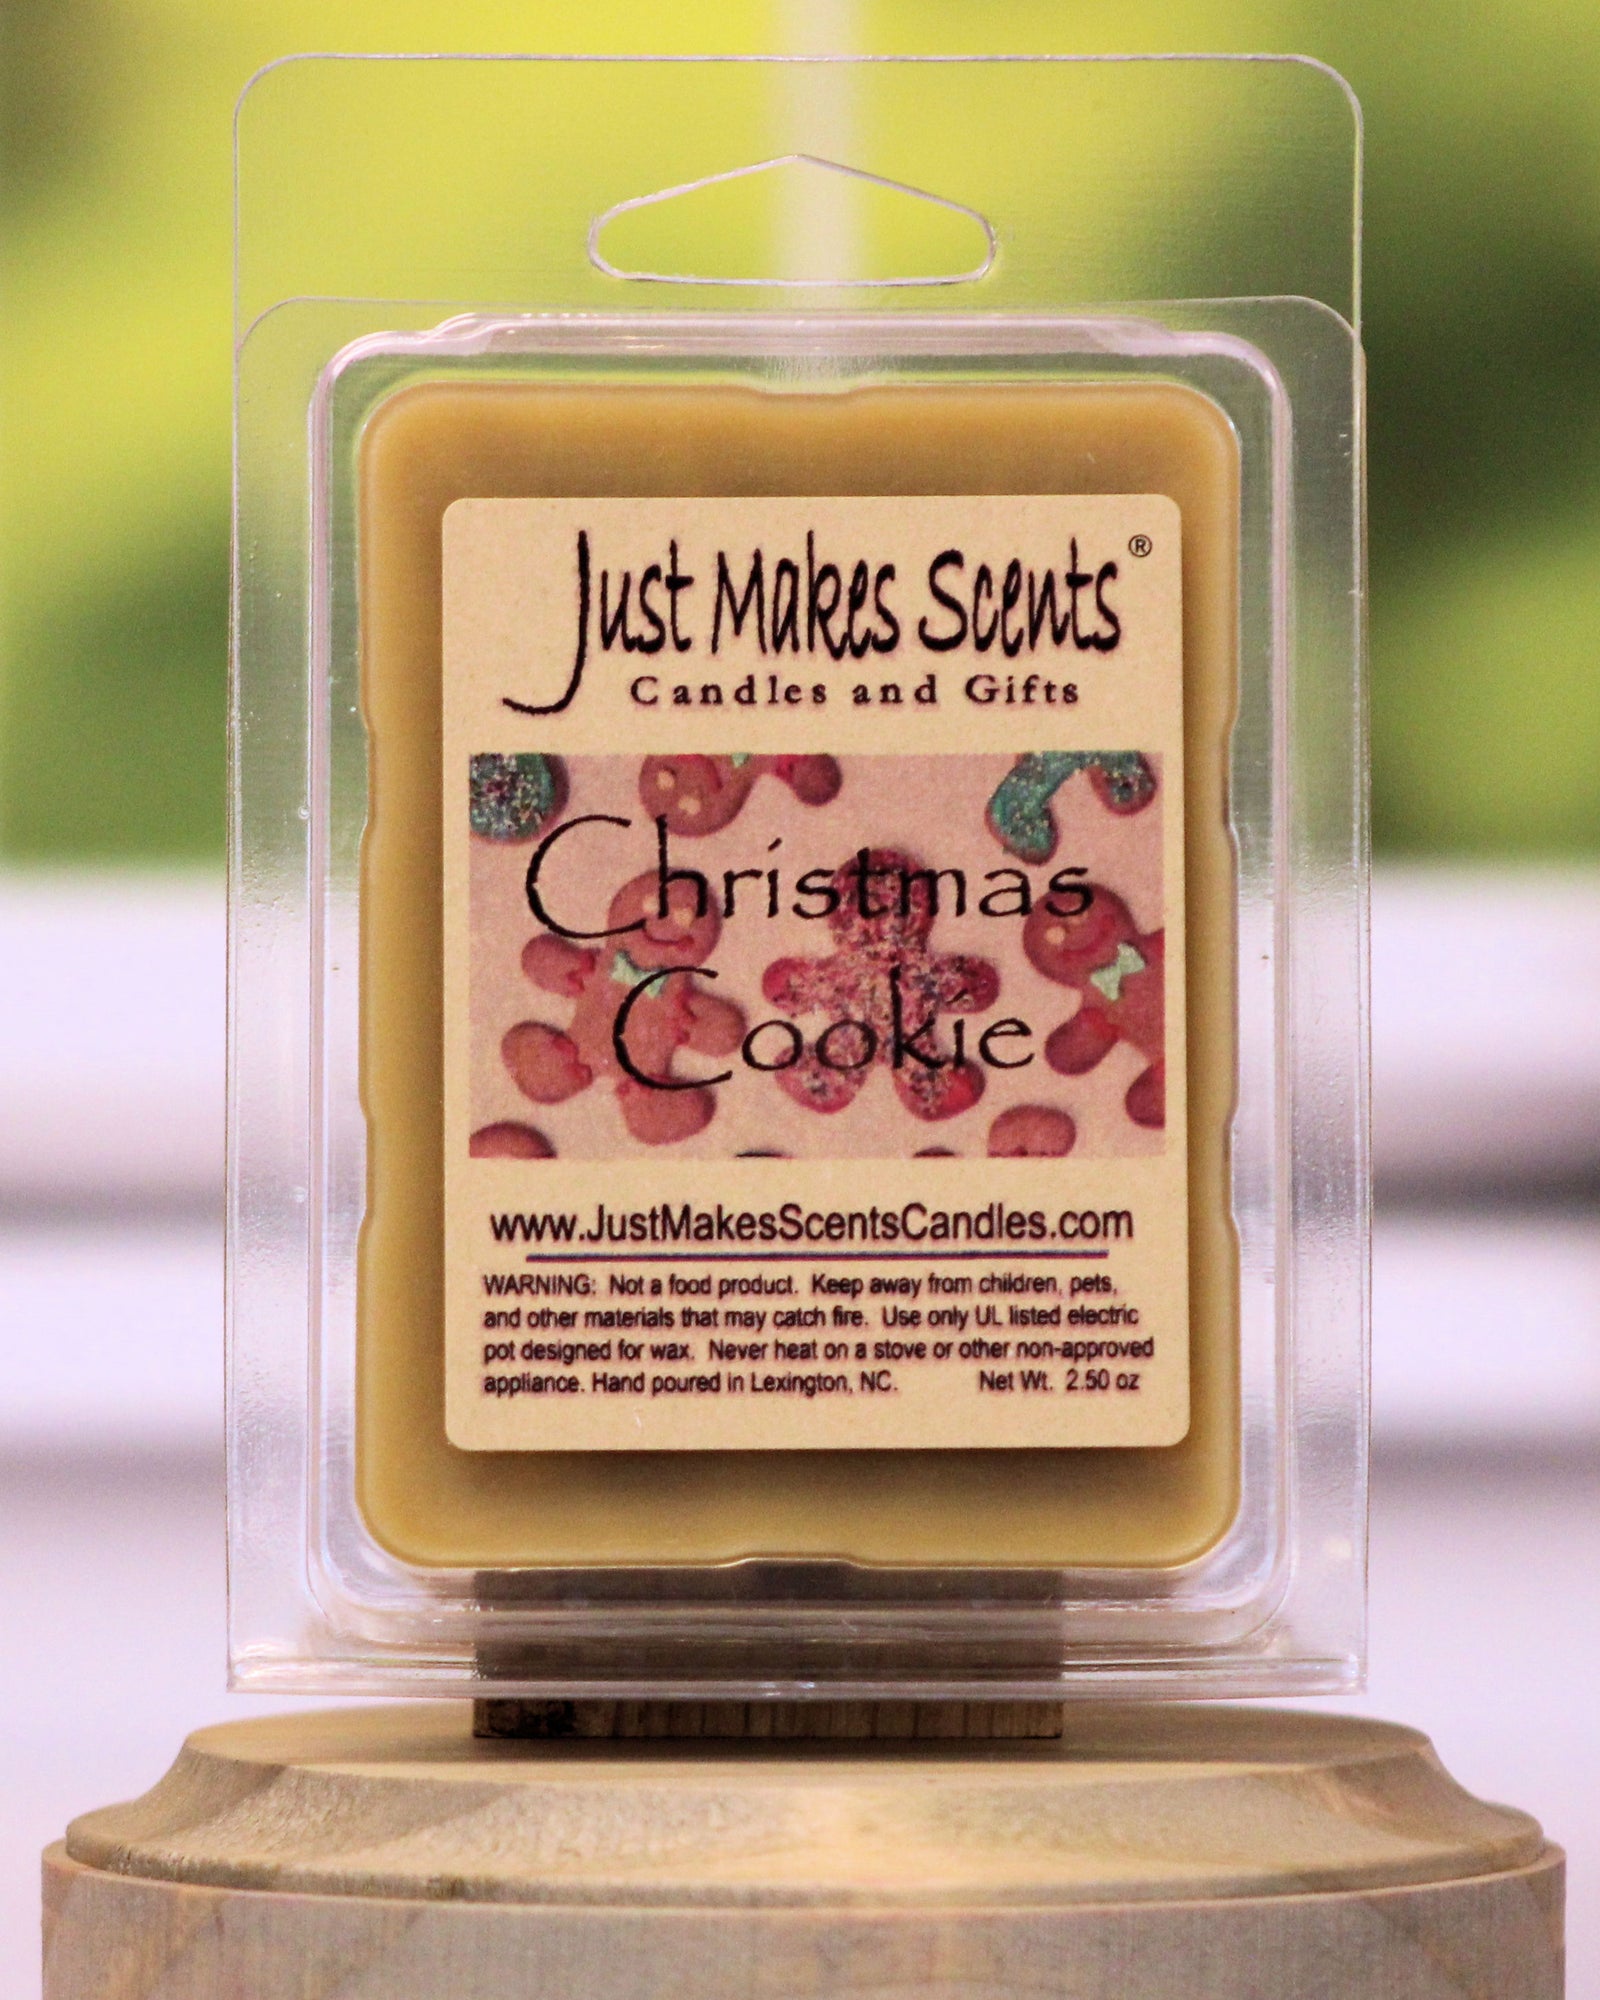 Just Makes Scents®
Candles and Gifts
Christmas
Cookie
www.JustMakesScentsCandles.com
WARNING: Not a food product. Keep away from children, pets,
and other materials that may catch fire. Use only UL listed electric
pot designed for wax. Never heat on a stove or other non-approved
appliance. Hand poured in Lexington, NC. Net Wt. 2.50 oz